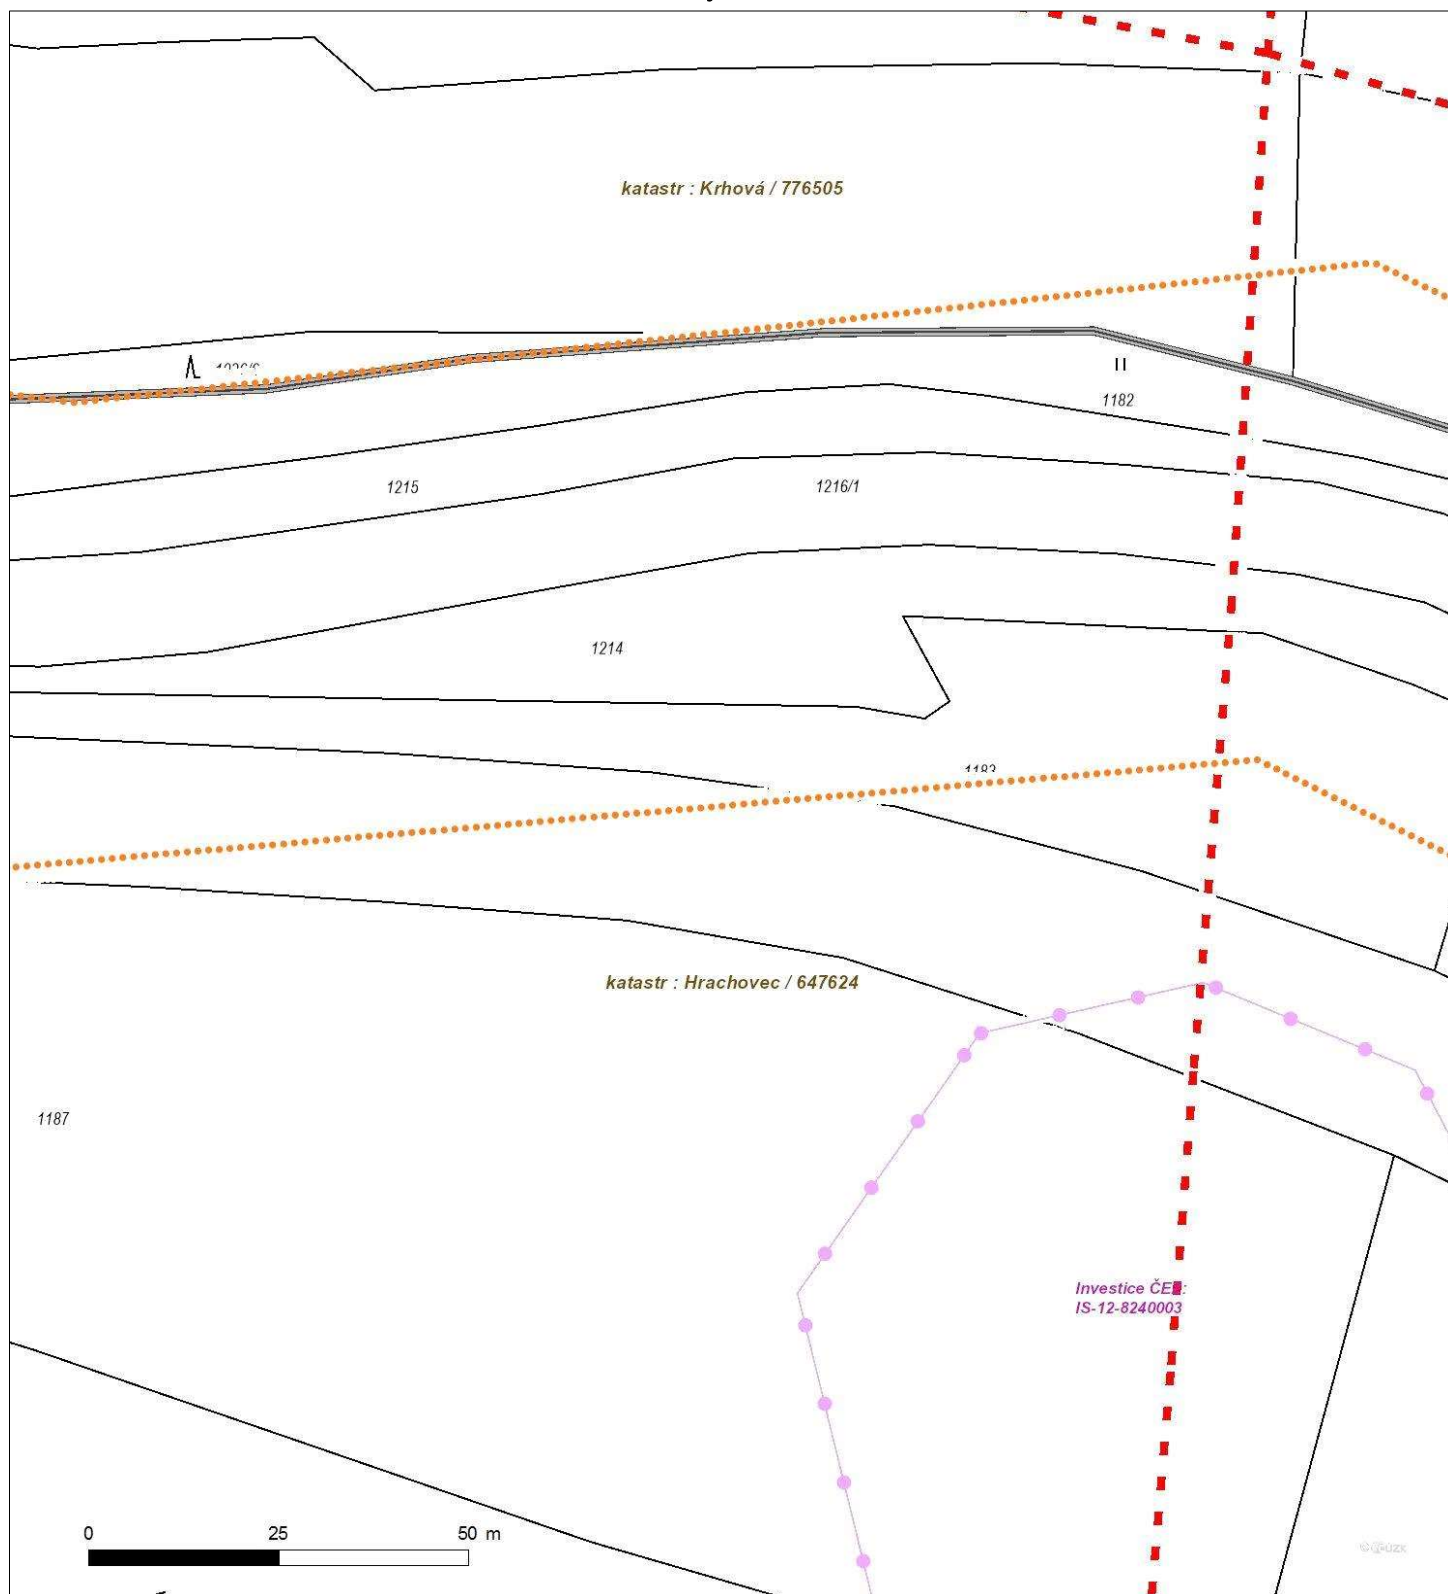 katastr : Krhová / 776505
1182
1215
1216/1
1214
katastr : Hrachovec / 647624
1187
Investice ČEZ:
IS-12-8240003
0 25 50 m